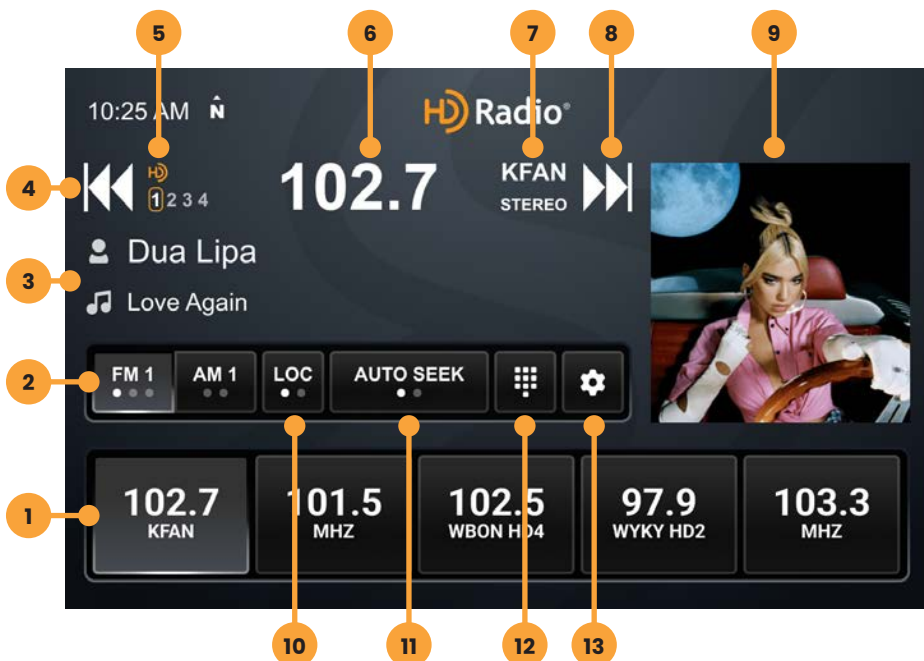 5 6 7 8 9
10:25 AM N̂ HD Radio®
4 HD 102.7 KFAN
1 2 3 4 STEREO
3 Dua Lipa
Love Again
2 FM 1 AM 1 LOC AUTO SEEK
1 102.7 101.5 102.5 97.9 103.3
KFAN MHZ WBON HD4 WYKY HD2 MHZ
10 11 12 13